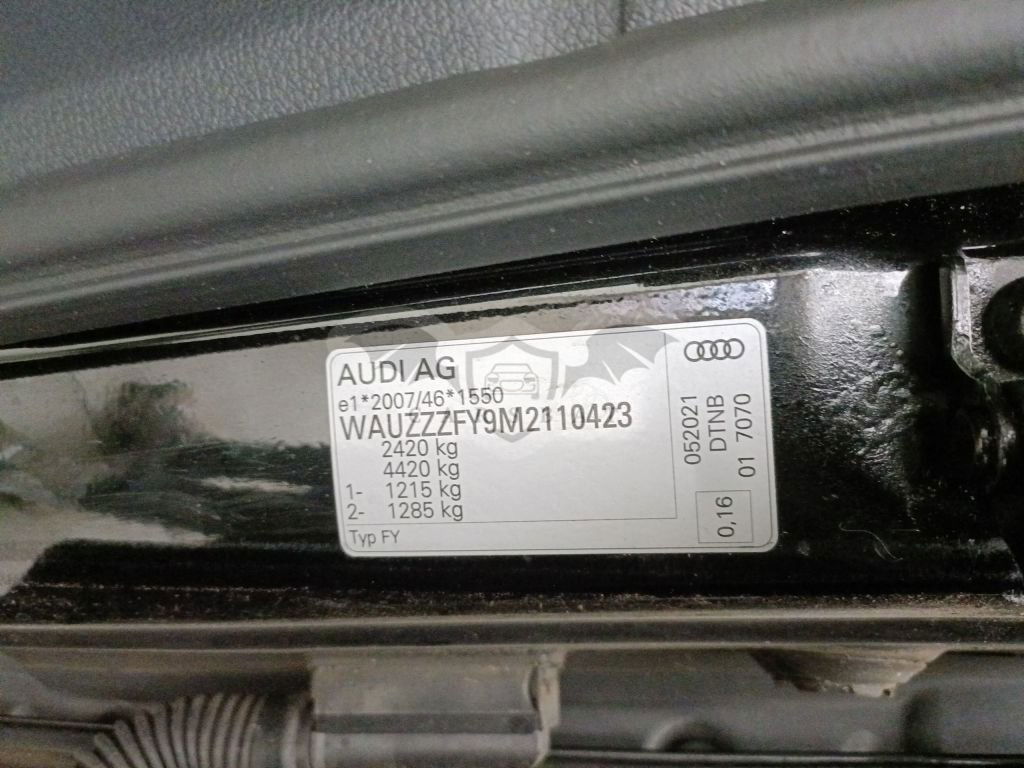 AUDI AG
e1*2007/46*1550
WAUZZZFY9M2110423
2420 kg
4420 kg
1- 1215 kg
2- 1285 kg
Typ FY
052021
DTNB
01 7070
0,16